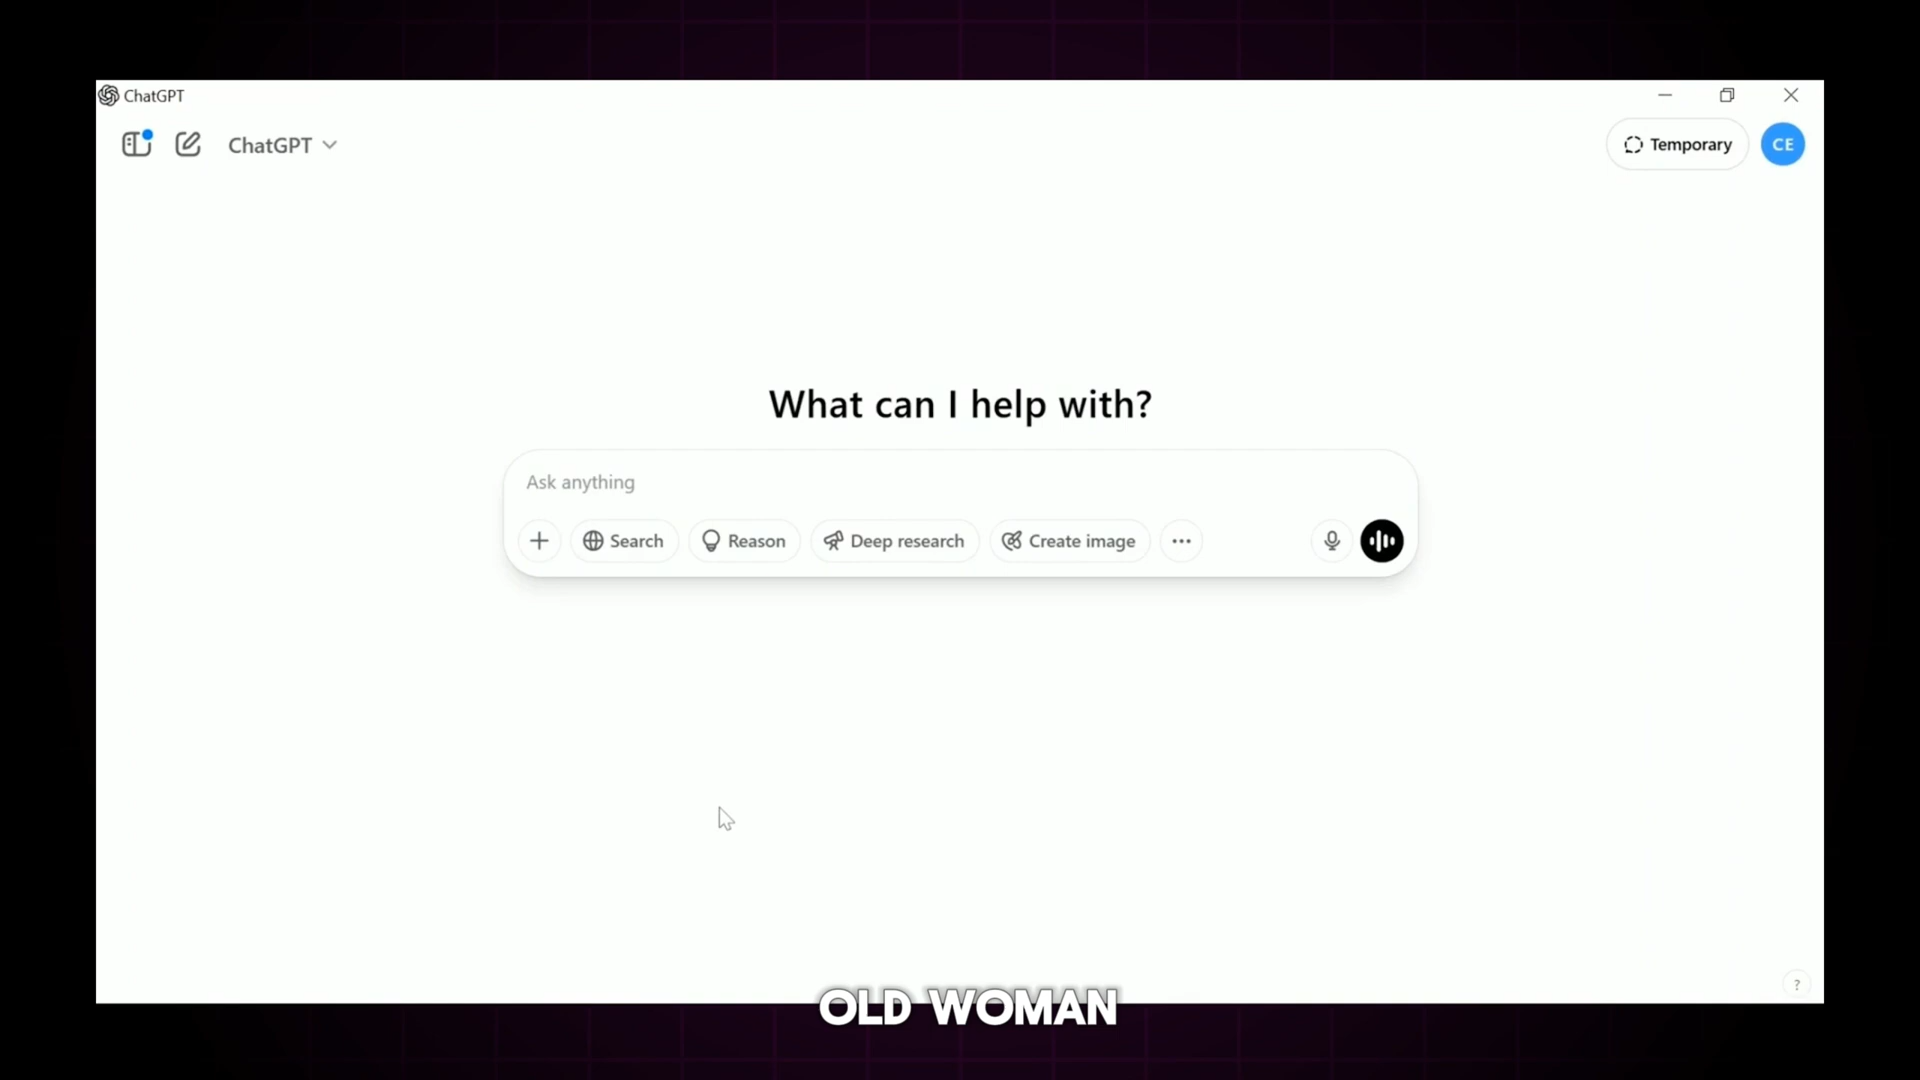 ChatGPT
ChatGPT
Temporary
CE
What can I help with?
Ask anything
Search
Reason
Deep research
Create image
?
OLD WOMAN